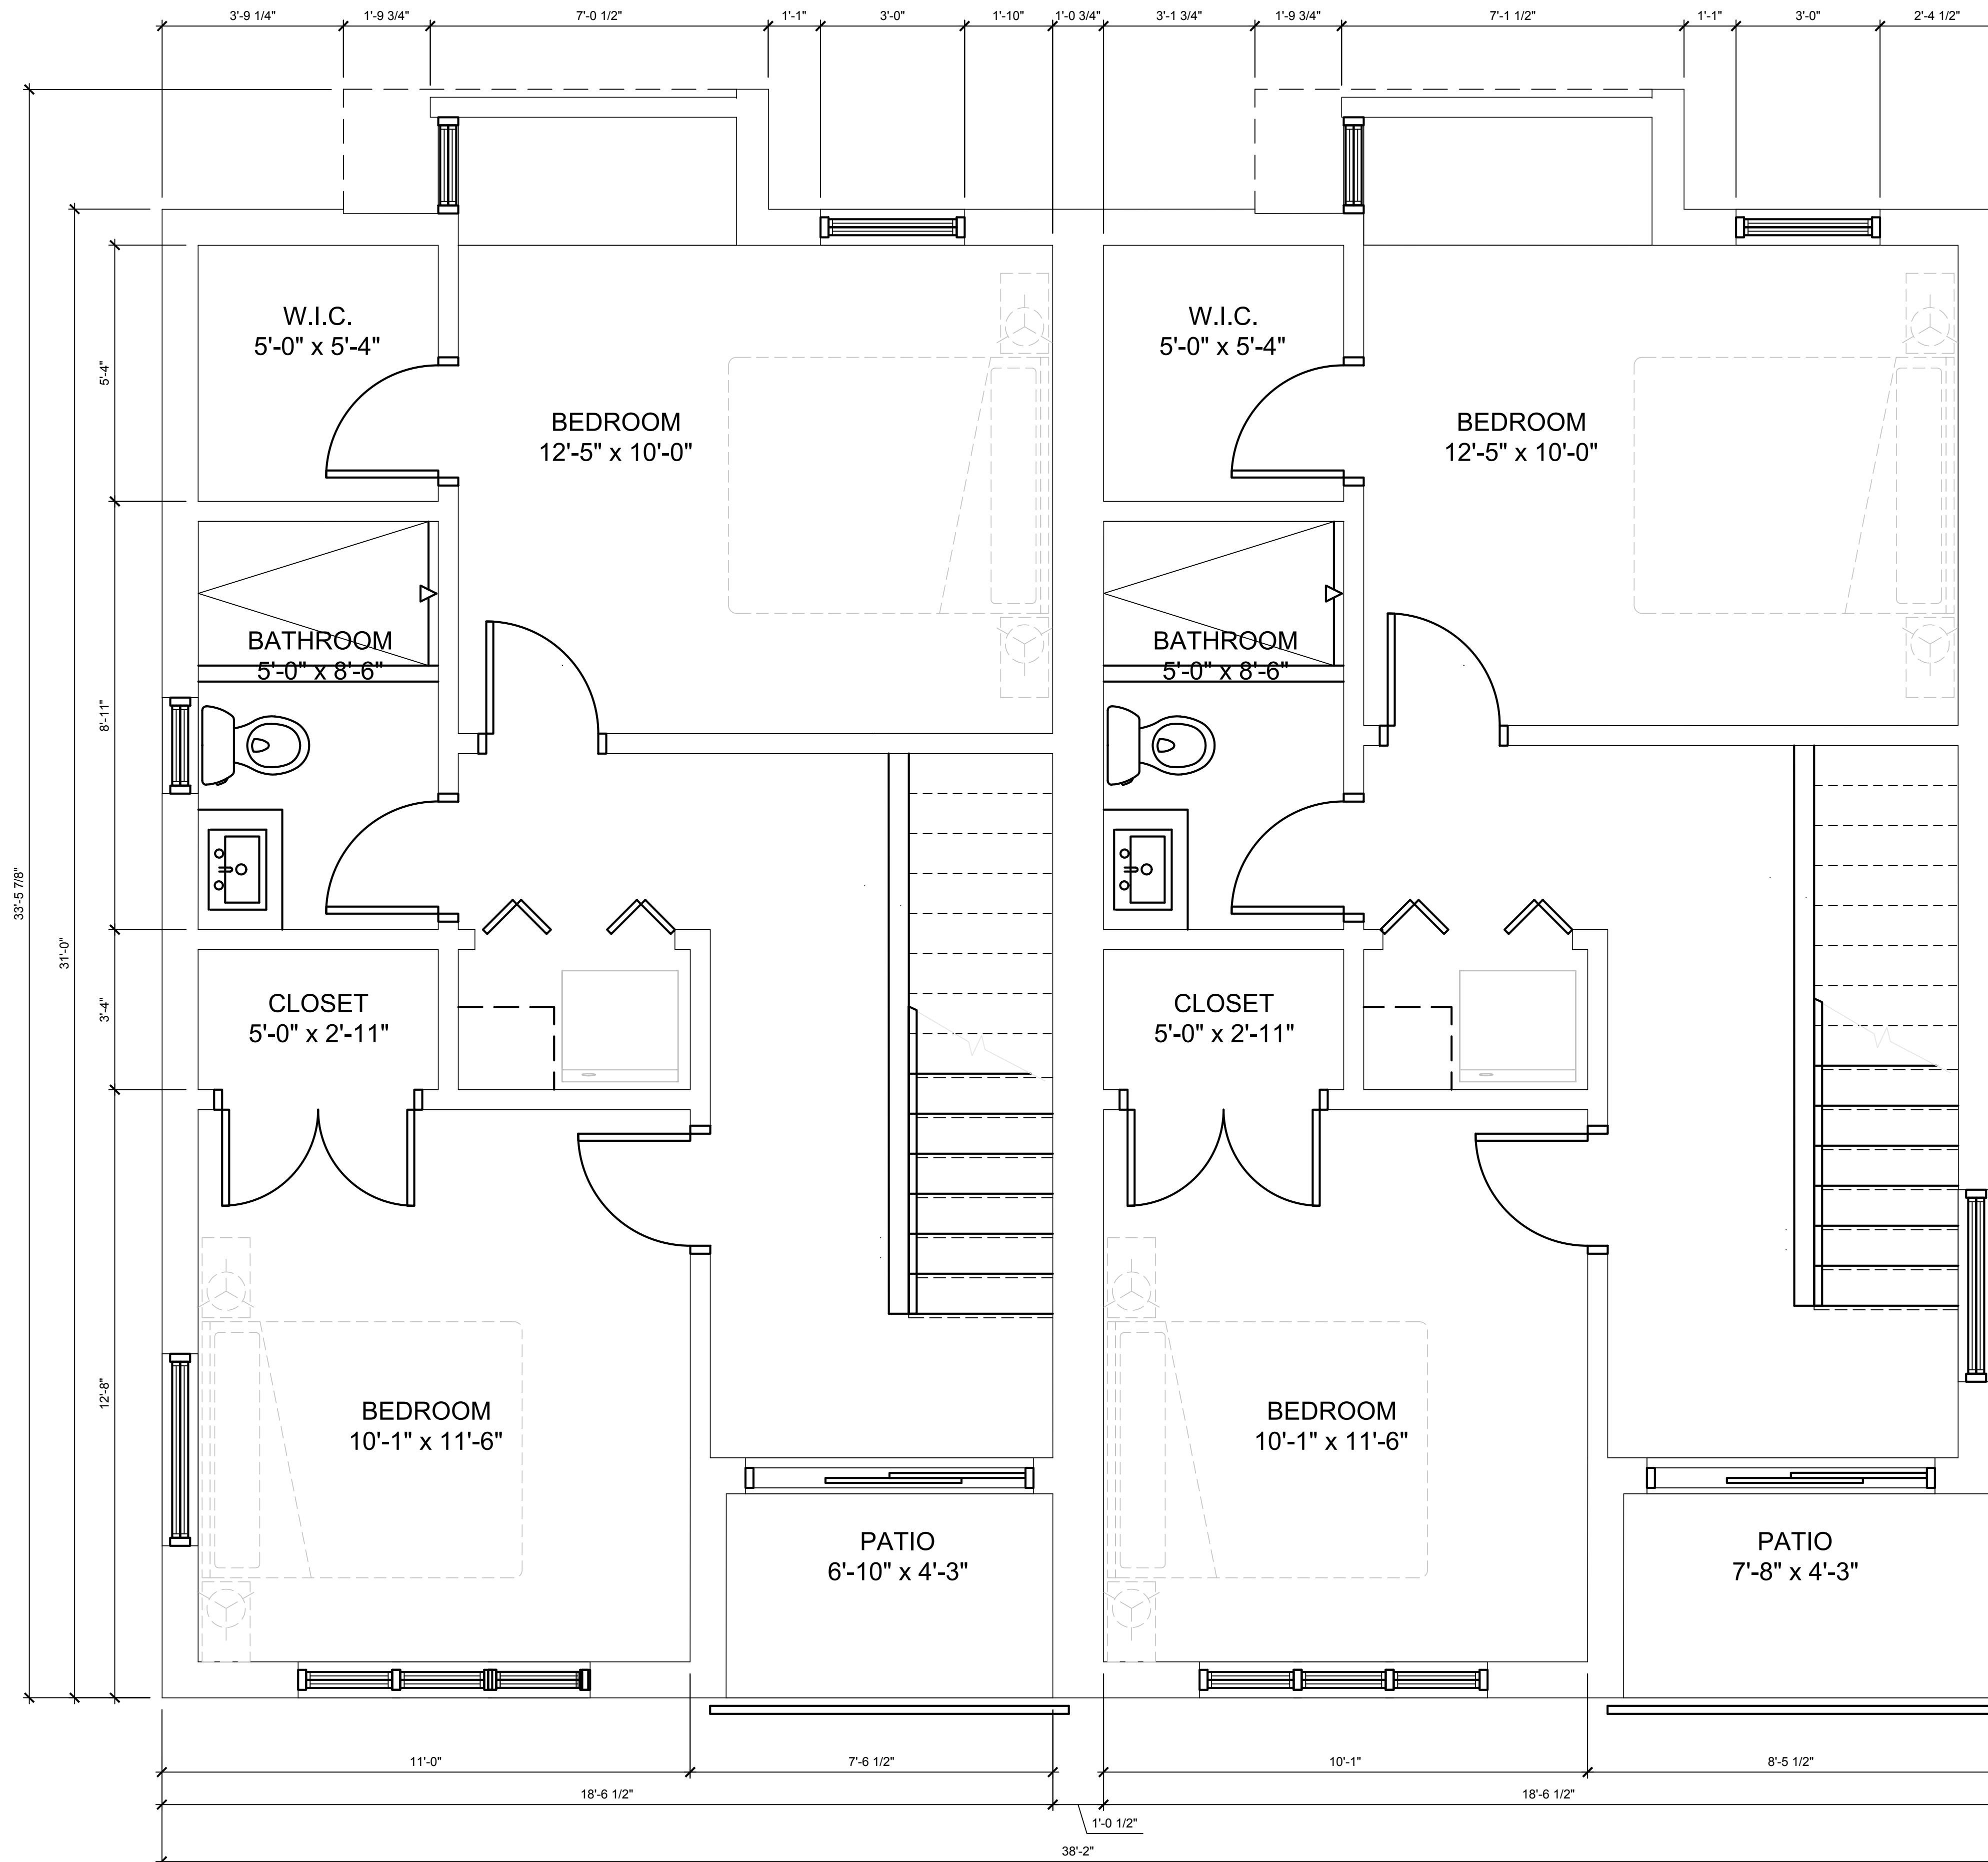 3'-9 1/4"
1'-9 3/4"
7'-0 1/2"
1'-1"
3'-0"
1'-10"
1'-0 3/4"
3'-1 3/4"
1'-9 3/4"
7'-1 1/2"
1'-1"
3'-0"
2'-4 1/2"
33'-5 7/8"
31'-0"
5'-4"
8'-11"
3'-4"
12'-8"
W.I.C.
5'-0" x 5'-4"
BEDROOM
12'-5" x 10'-0"
BATHROOM
5'-0" x 8'-6"
CLOSET
5'-0" x 2'-11"
BEDROOM
10'-1" x 11'-6"
PATIO
6'-10" x 4'-3"
W.I.C.
5'-0" x 5'-4"
BEDROOM
12'-5" x 10'-0"
BATHROOM
5'-0" x 8'-6"
CLOSET
5'-0" x 2'-11"
BEDROOM
10'-1" x 11'-6"
PATIO
7'-8" x 4'-3"
11'-0"
7'-6 1/2"
10'-1"
8'-5 1/2"
18'-6 1/2"
18'-6 1/2"
1'-0 1/2"
38'-2"